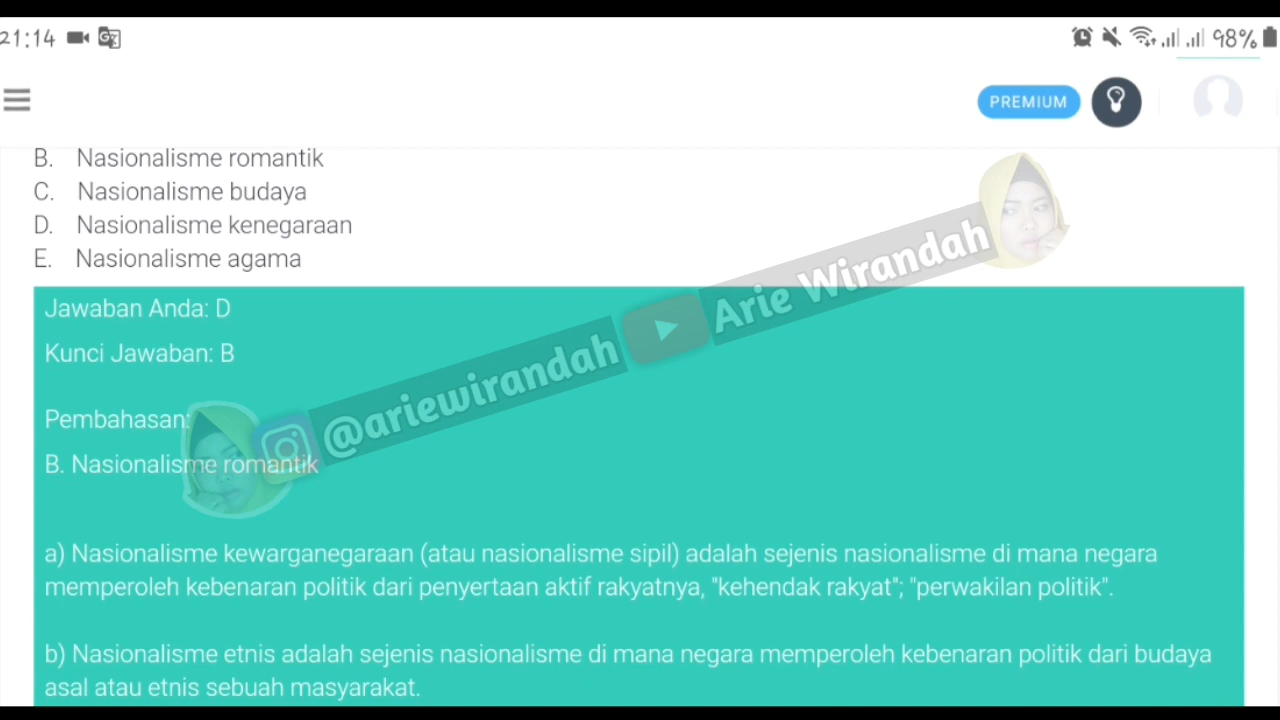 21:14
98%
PREMIUM
B. Nasionalisme romantik
C. Nasionalisme budaya
D. Nasionalisme kenegaraan
E. Nasionalisme agama
Arie Wirandah
@ariewirandah
Jawaban Anda: D
Kunci Jawaban: B
Pembahasan:
B. Nasionalisme romantik
a) Nasionalisme kewarganegaraan (atau nasionalisme sipil) adalah sejenis nasionalisme di mana negara
memperoleh kebenaran politik dari penyertaan aktif rakyatnya, "kehendak rakyat"; "perwakilan politik".
b) Nasionalisme etnis adalah sejenis nasionalisme di mana negara memperoleh kebenaran politik dari budaya
asal atau etnis sebuah masyarakat.